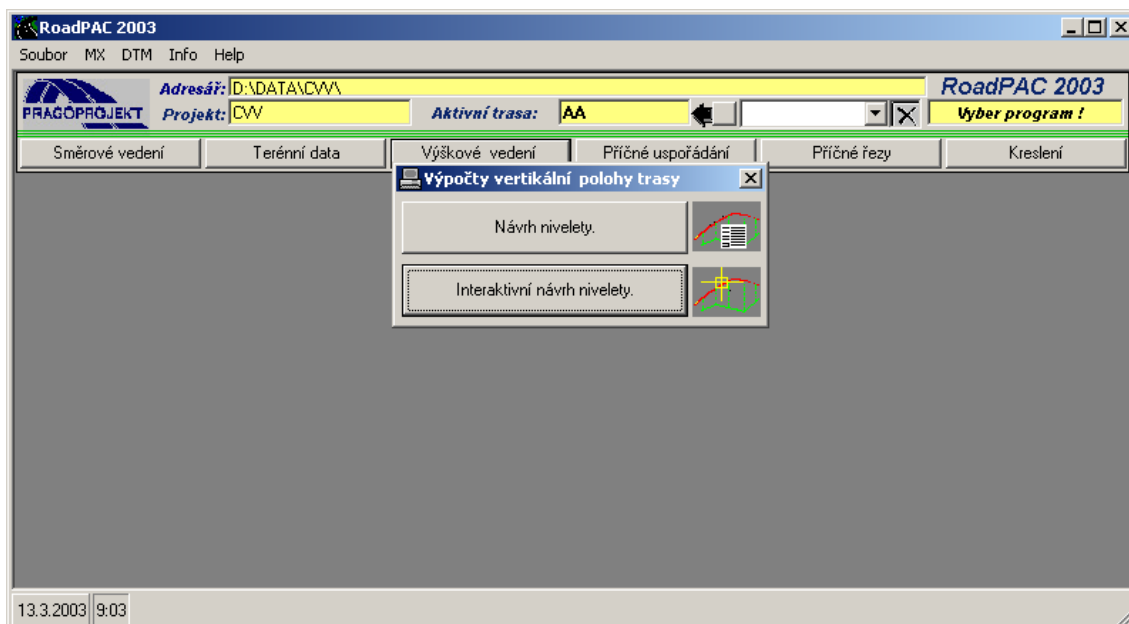 RoadPAC 2003
Soubor MX DTM Info Help
PRAGOPROJEKT
Adresář: D:\DATA\CVV\
RoadPAC 2003
Projekt: CVV
Aktivní trasa: AA
Vyber program !
Směrové vedení
Terénní data
Výškové vedení
Příčné uspořádání
Příčné řezy
Kreslení
Výpočty vertikální polohy trasy
Návrh nivelety.
Interaktivní návrh nivelety.
13.3.2003 9:03